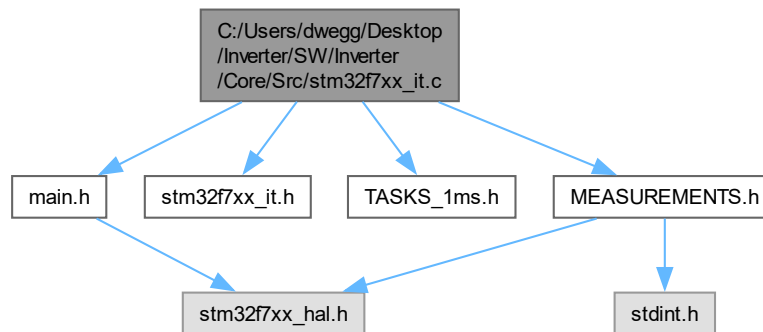 C:/Users/dwegg/Desktop
/Inverter/SW/Inverter
/Core/Src/stm32f7xx_it.c
main.h
stm32f7xx_it.h
TASKS_1ms.h
MEASUREMENTS.h
stm32f7xx_hal.h
stdint.h